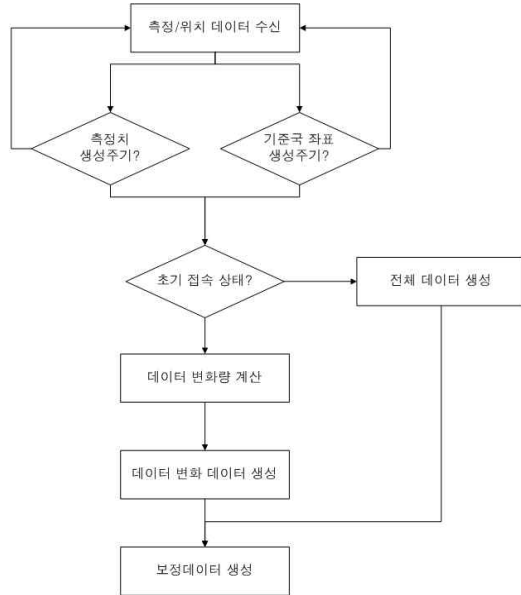 측정/위치 데이터 수신
측정치
생성주기?
기준국 좌표
생성주기?
초기 접속 상태?
전체 데이터 생성
데이터 변화량 계산
데이터 변화 데이터 생성
보정데이터 생성